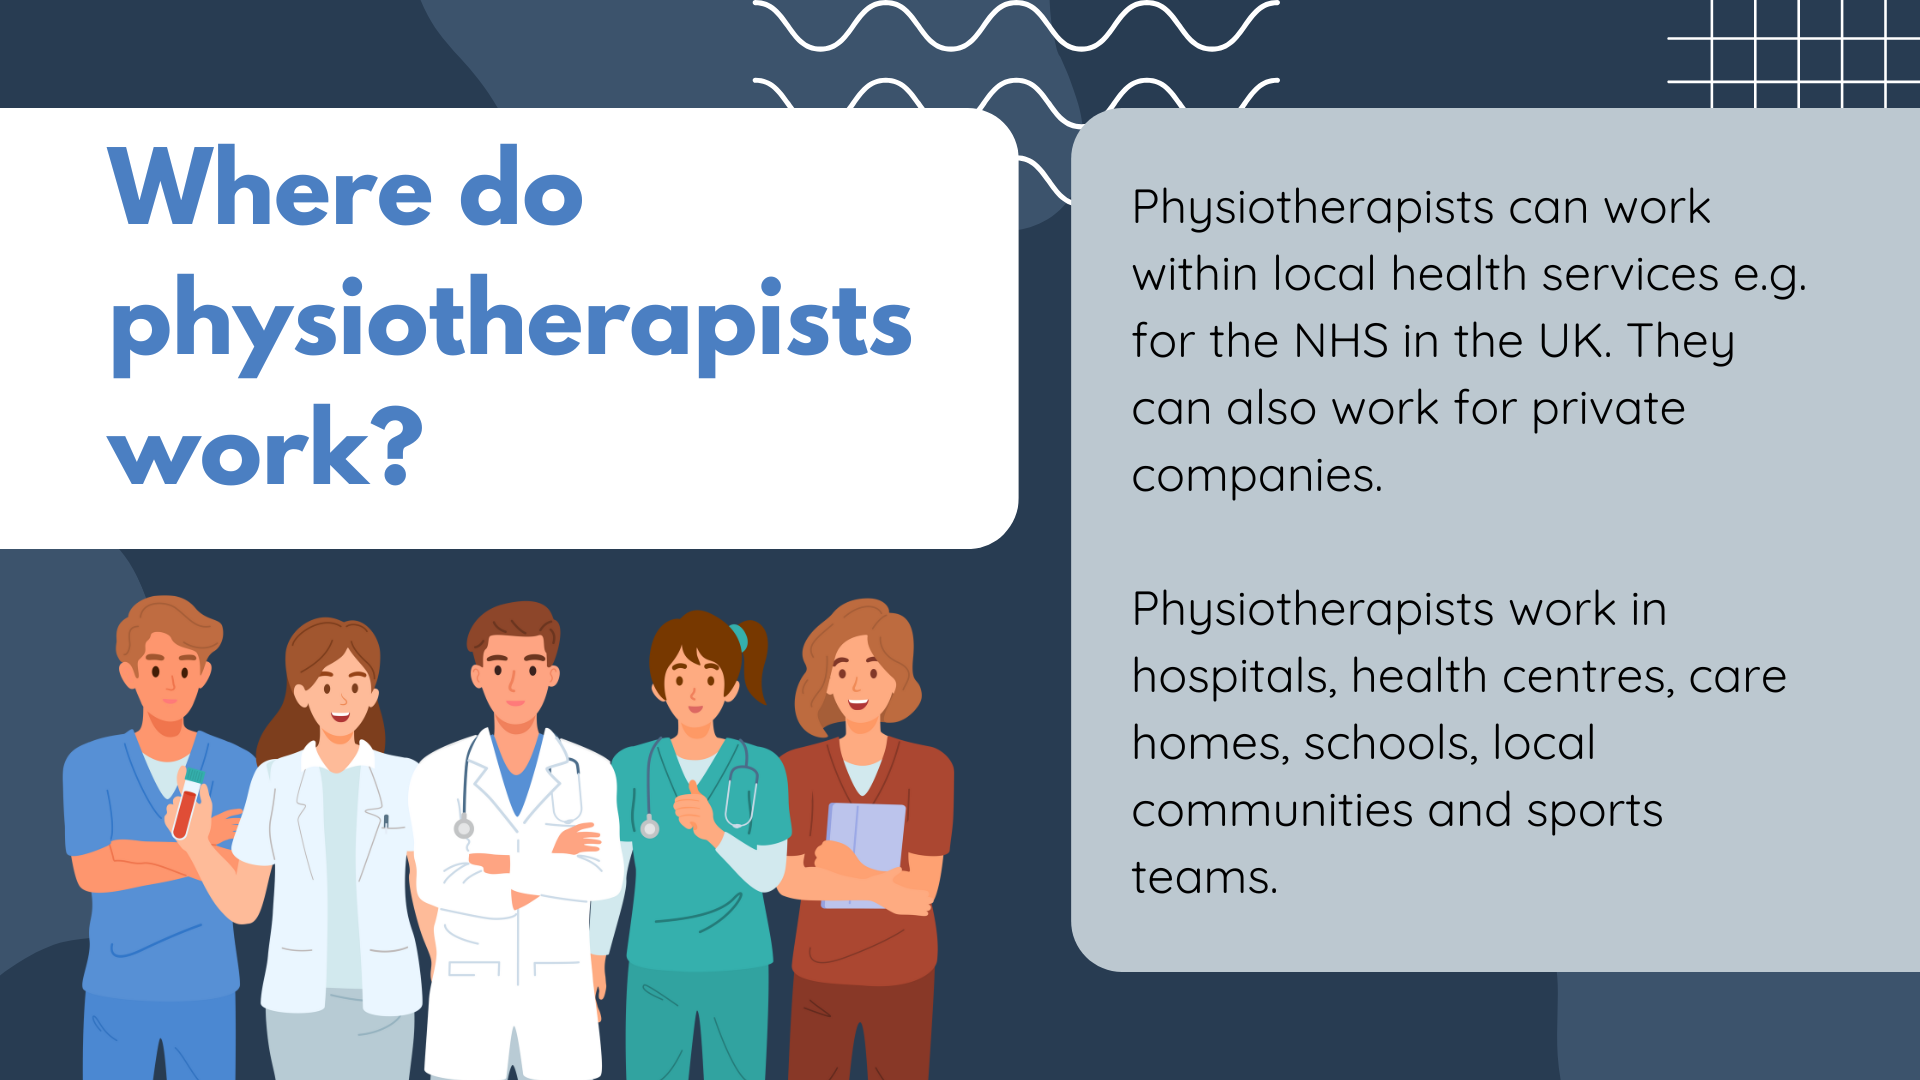 Where do
physiotherapists
work?
Physiotherapists can work
within local health services e.g.
for the NHS in the UK. They
can also work for private
companies.
Physiotherapists work in
hospitals, health centres, care
homes, schools, local
communities and sports
teams.